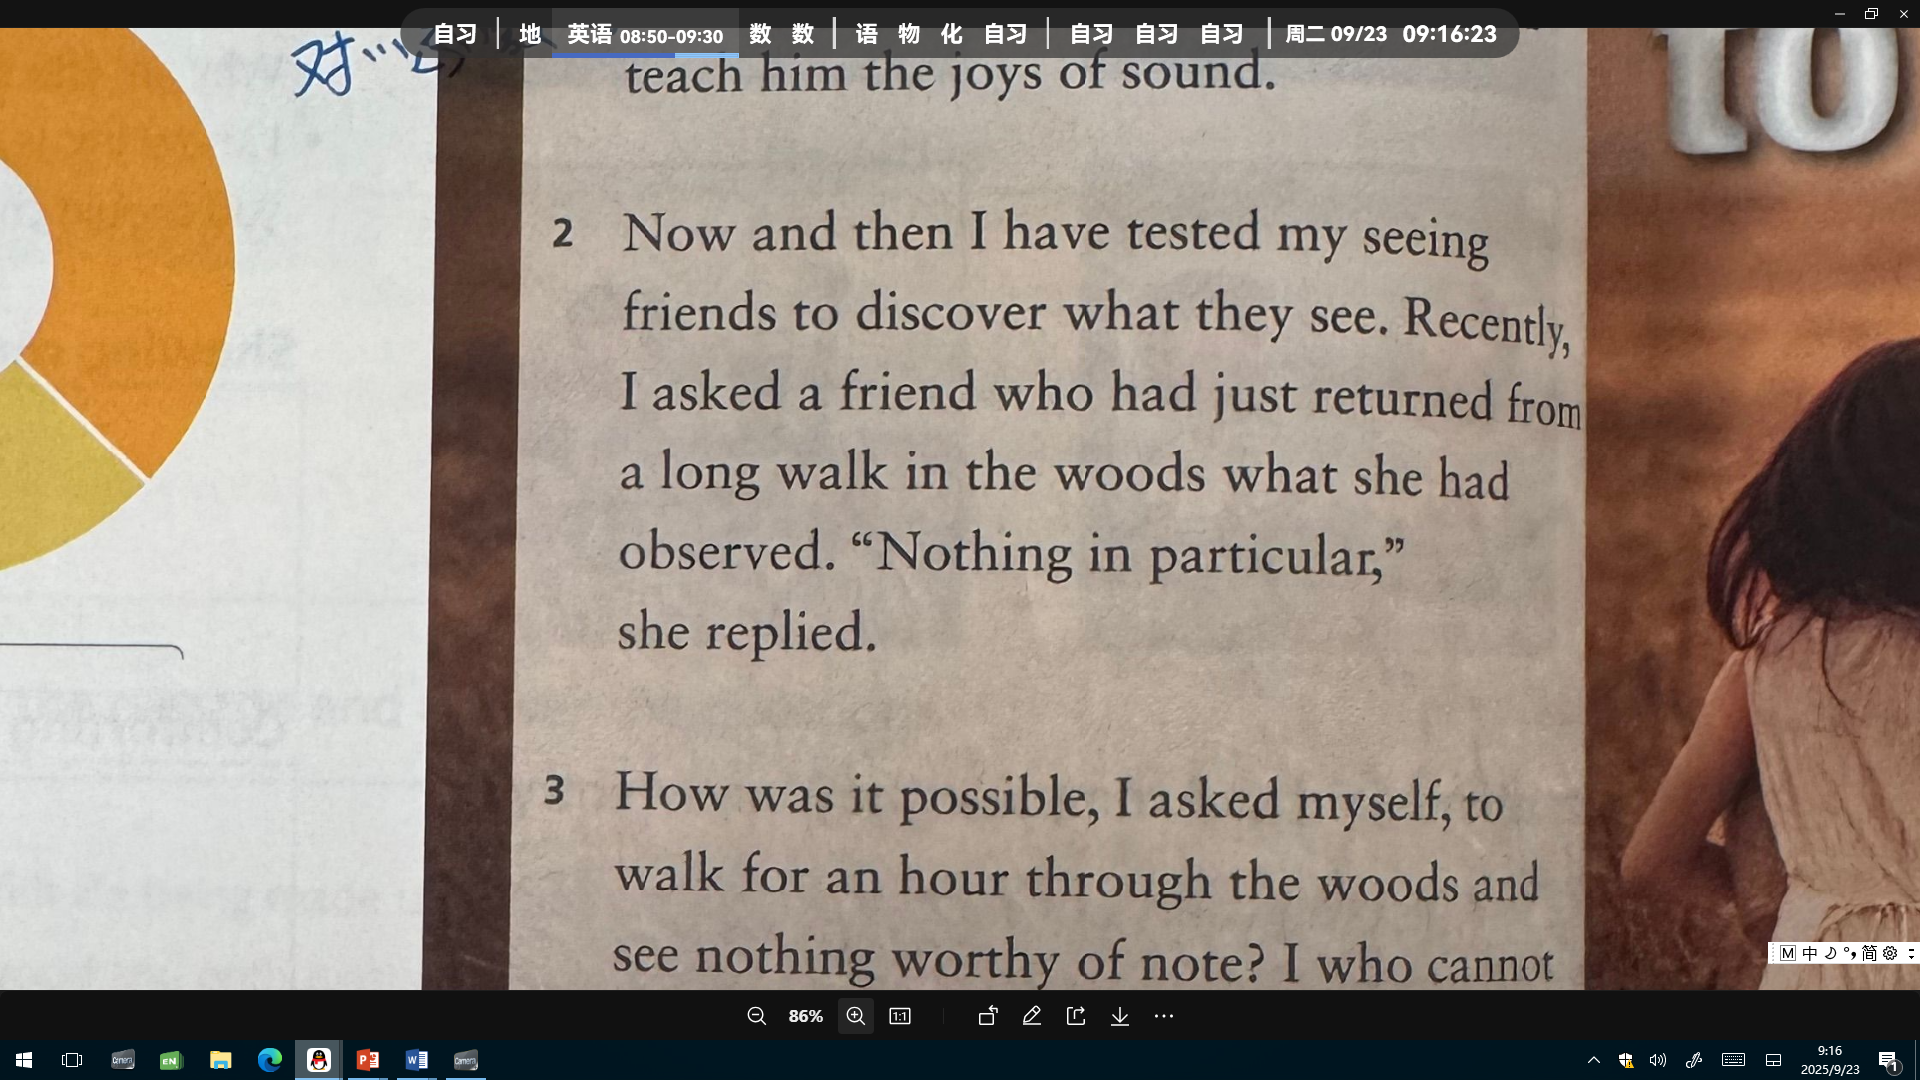 自习 地 英语 08:50-09:30 数 数 语 物 化 自习 自习 自习 自习 周二 09/23 09:16:23
对
teach him the joys of sound.
TO
2 Now and then I have tested my seeing
friends to discover what they see. Recently,
I asked a friend who had just returned from
a long walk in the woods what she had
observed. “Nothing in particular,”
she replied.
3 How was it possible, I asked myself, to
walk for an hour through the woods and
see nothing worthy of note? I who cannot
M 中 简
86%
1:1
Camera EN Camera
9:16
2025/9/23
1